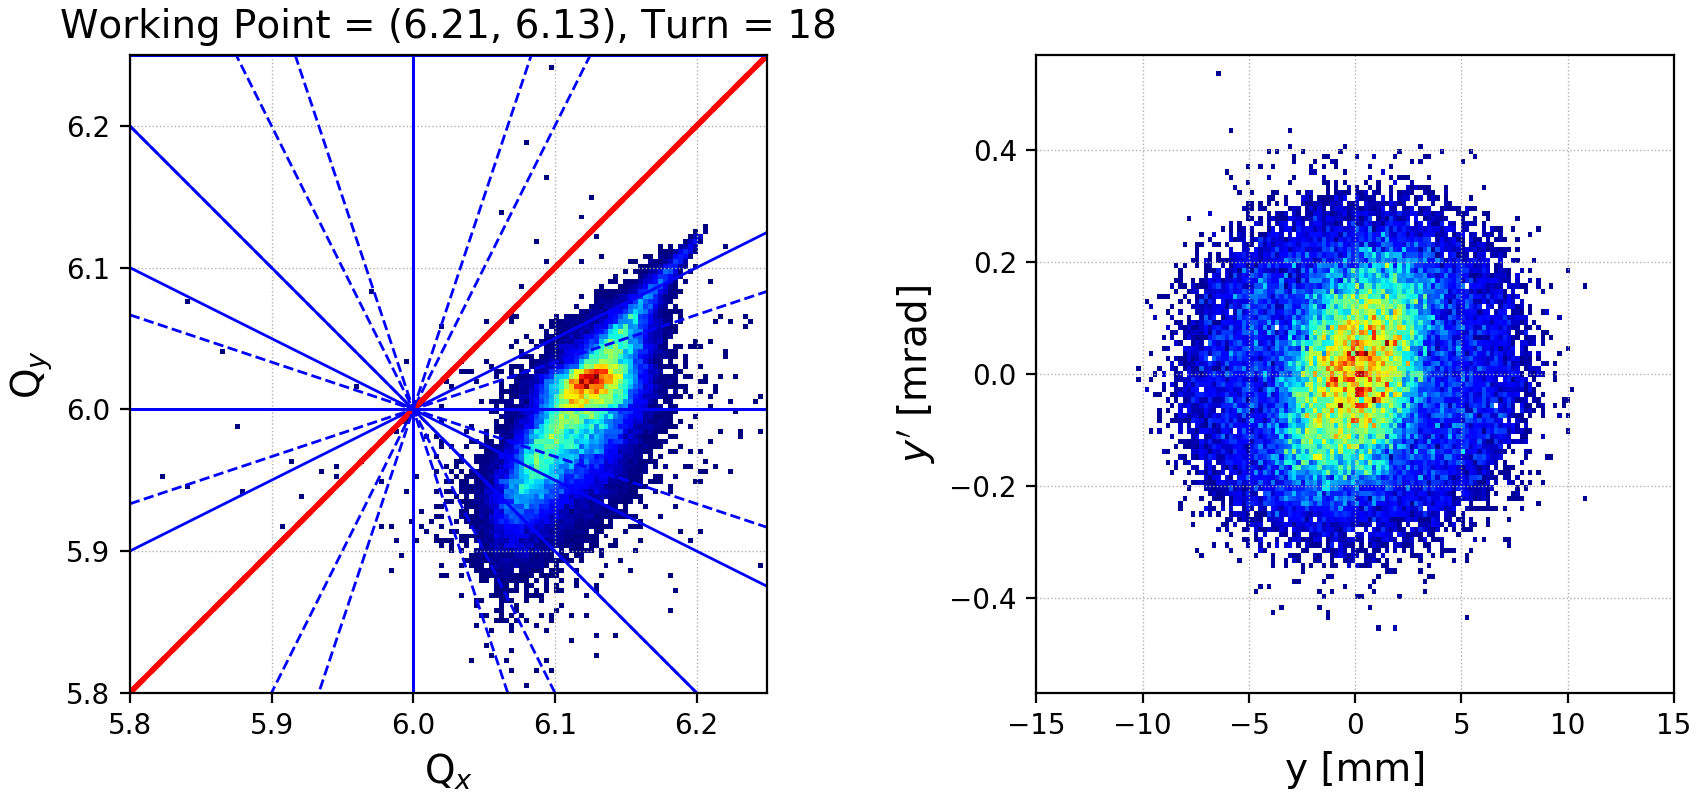 Working Point = (6.21, 6.13), Turn = 18
6.2
6.1
6.0
5.9
5.8
Qy
5.8 5.9 6.0 6.1 6.2
Qx
0.4
0.2
0.0
−0.2
−0.4
y′ [mrad]
−15 −10 −5 0 5 10 15
y [mm]